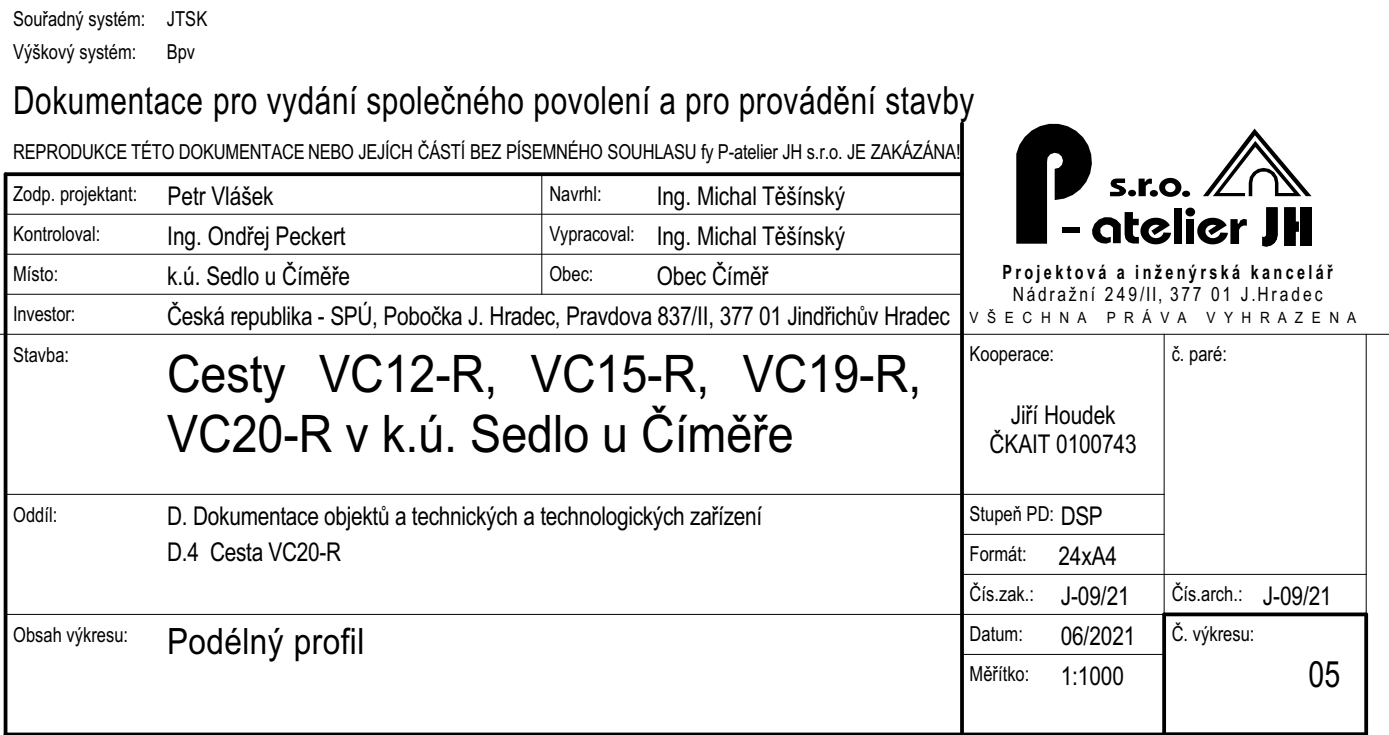 Souřadný systém: JTSK
Výškový systém: Bpv
Dokumentace pro vydání společného povolení a pro provádění stavby
REPRODUKCE TÉTO DOKUMENTACE NEBO JEJÍCH ČÁSTÍ BEZ PÍSEMNÉHO SOUHLASU fy P-atelier JH s.r.o. JE ZAKÁZÁNA!
P s.r.o.
- atelier JH
Projektová a inženýrská kancelář
Nádražní 249/II, 377 01 J.Hradec
VŠECHNA PRÁVA VYHRAZENA
Zodp. projektant: Petr Vlášek Navrhl: Ing. Michal Těšínský
Kontroloval: Ing. Ondřej Peckert Vypracoval: Ing. Michal Těšínský
Místo: k.ú. Sedlo u Číměře Obec: Obec Číměř
Investor: Česká republika - SPÚ, Pobočka J. Hradec, Pravdova 837/II, 377 01 Jindřichův Hradec
Stavba: Cesty VC12-R, VC15-R, VC19-R,
VC20-R v k.ú. Sedlo u Číměře
Kooperace:
Jiří Houdek
ČKAIT 0100743
č. paré:
Oddíl: D. Dokumentace objektů a technických a technologických zařízení
D.4 Cesta VC20-R
Stupeň PD: DSP
Formát: 24xA4
Čís.zak.: J-09/21 Čís.arch.: J-09/21
Obsah výkresu: Podélný profil
Datum: 06/2021
Měřítko: 1:1000
Č. výkresu:
05